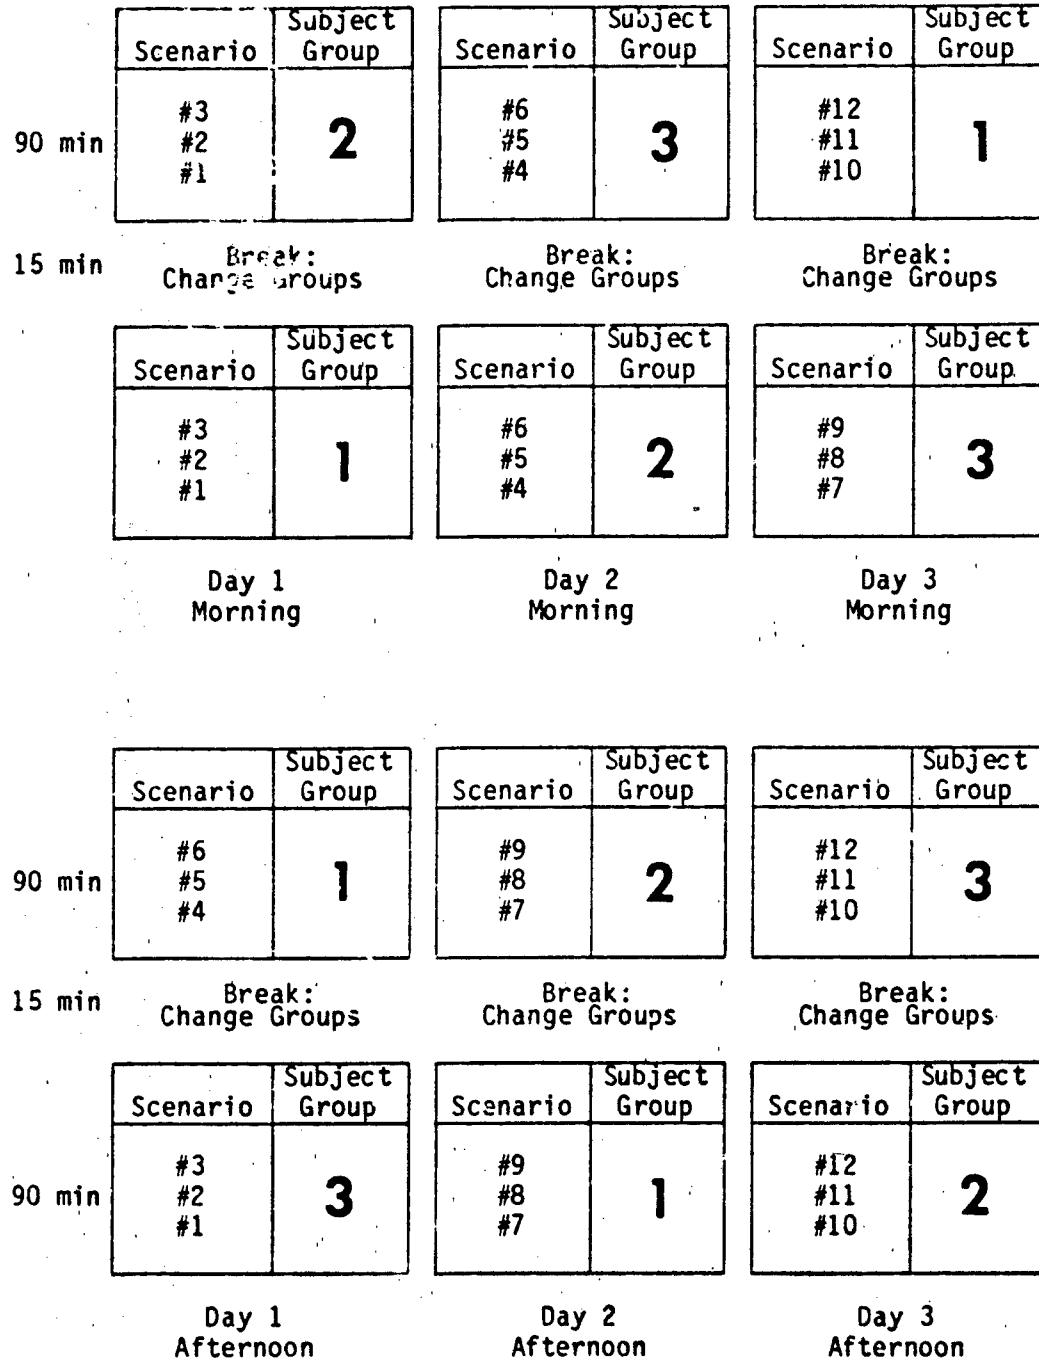 Subject Subject Subject
Scenario Group Scenario Group Scenario Group
#3 #6 #12
90 min #2 2 #5 3 #11 1
#1 #4 #10
Break: Break: Break:
15 min Change Groups Change Groups Change Groups
Subject Subject Subject
Scenario Group Scenario Group Scenario Group
#3 #6 #9
#2 1 #5 2 #8 3
#1 #4 #7
Day 1 Day 2 Day 3
Morning Morning Morning
Subject Subject Subject
Scenario Group Scenario Group Scenario Group
#6 #9 #12
90 min #5 1 #8 2 #11 3
#4 #7 #10
Break: Break: Break:
15 min Change Groups Change Groups Change Groups
Subject Subject Subject
Scenario Group Scenario Group Scenario Group
#3 #9 #12
90 min #2 3 #8 1 #11 2
#1 #7 #10
Day 1 Day 2 Day 3
Afternoon Afternoon Afternoon